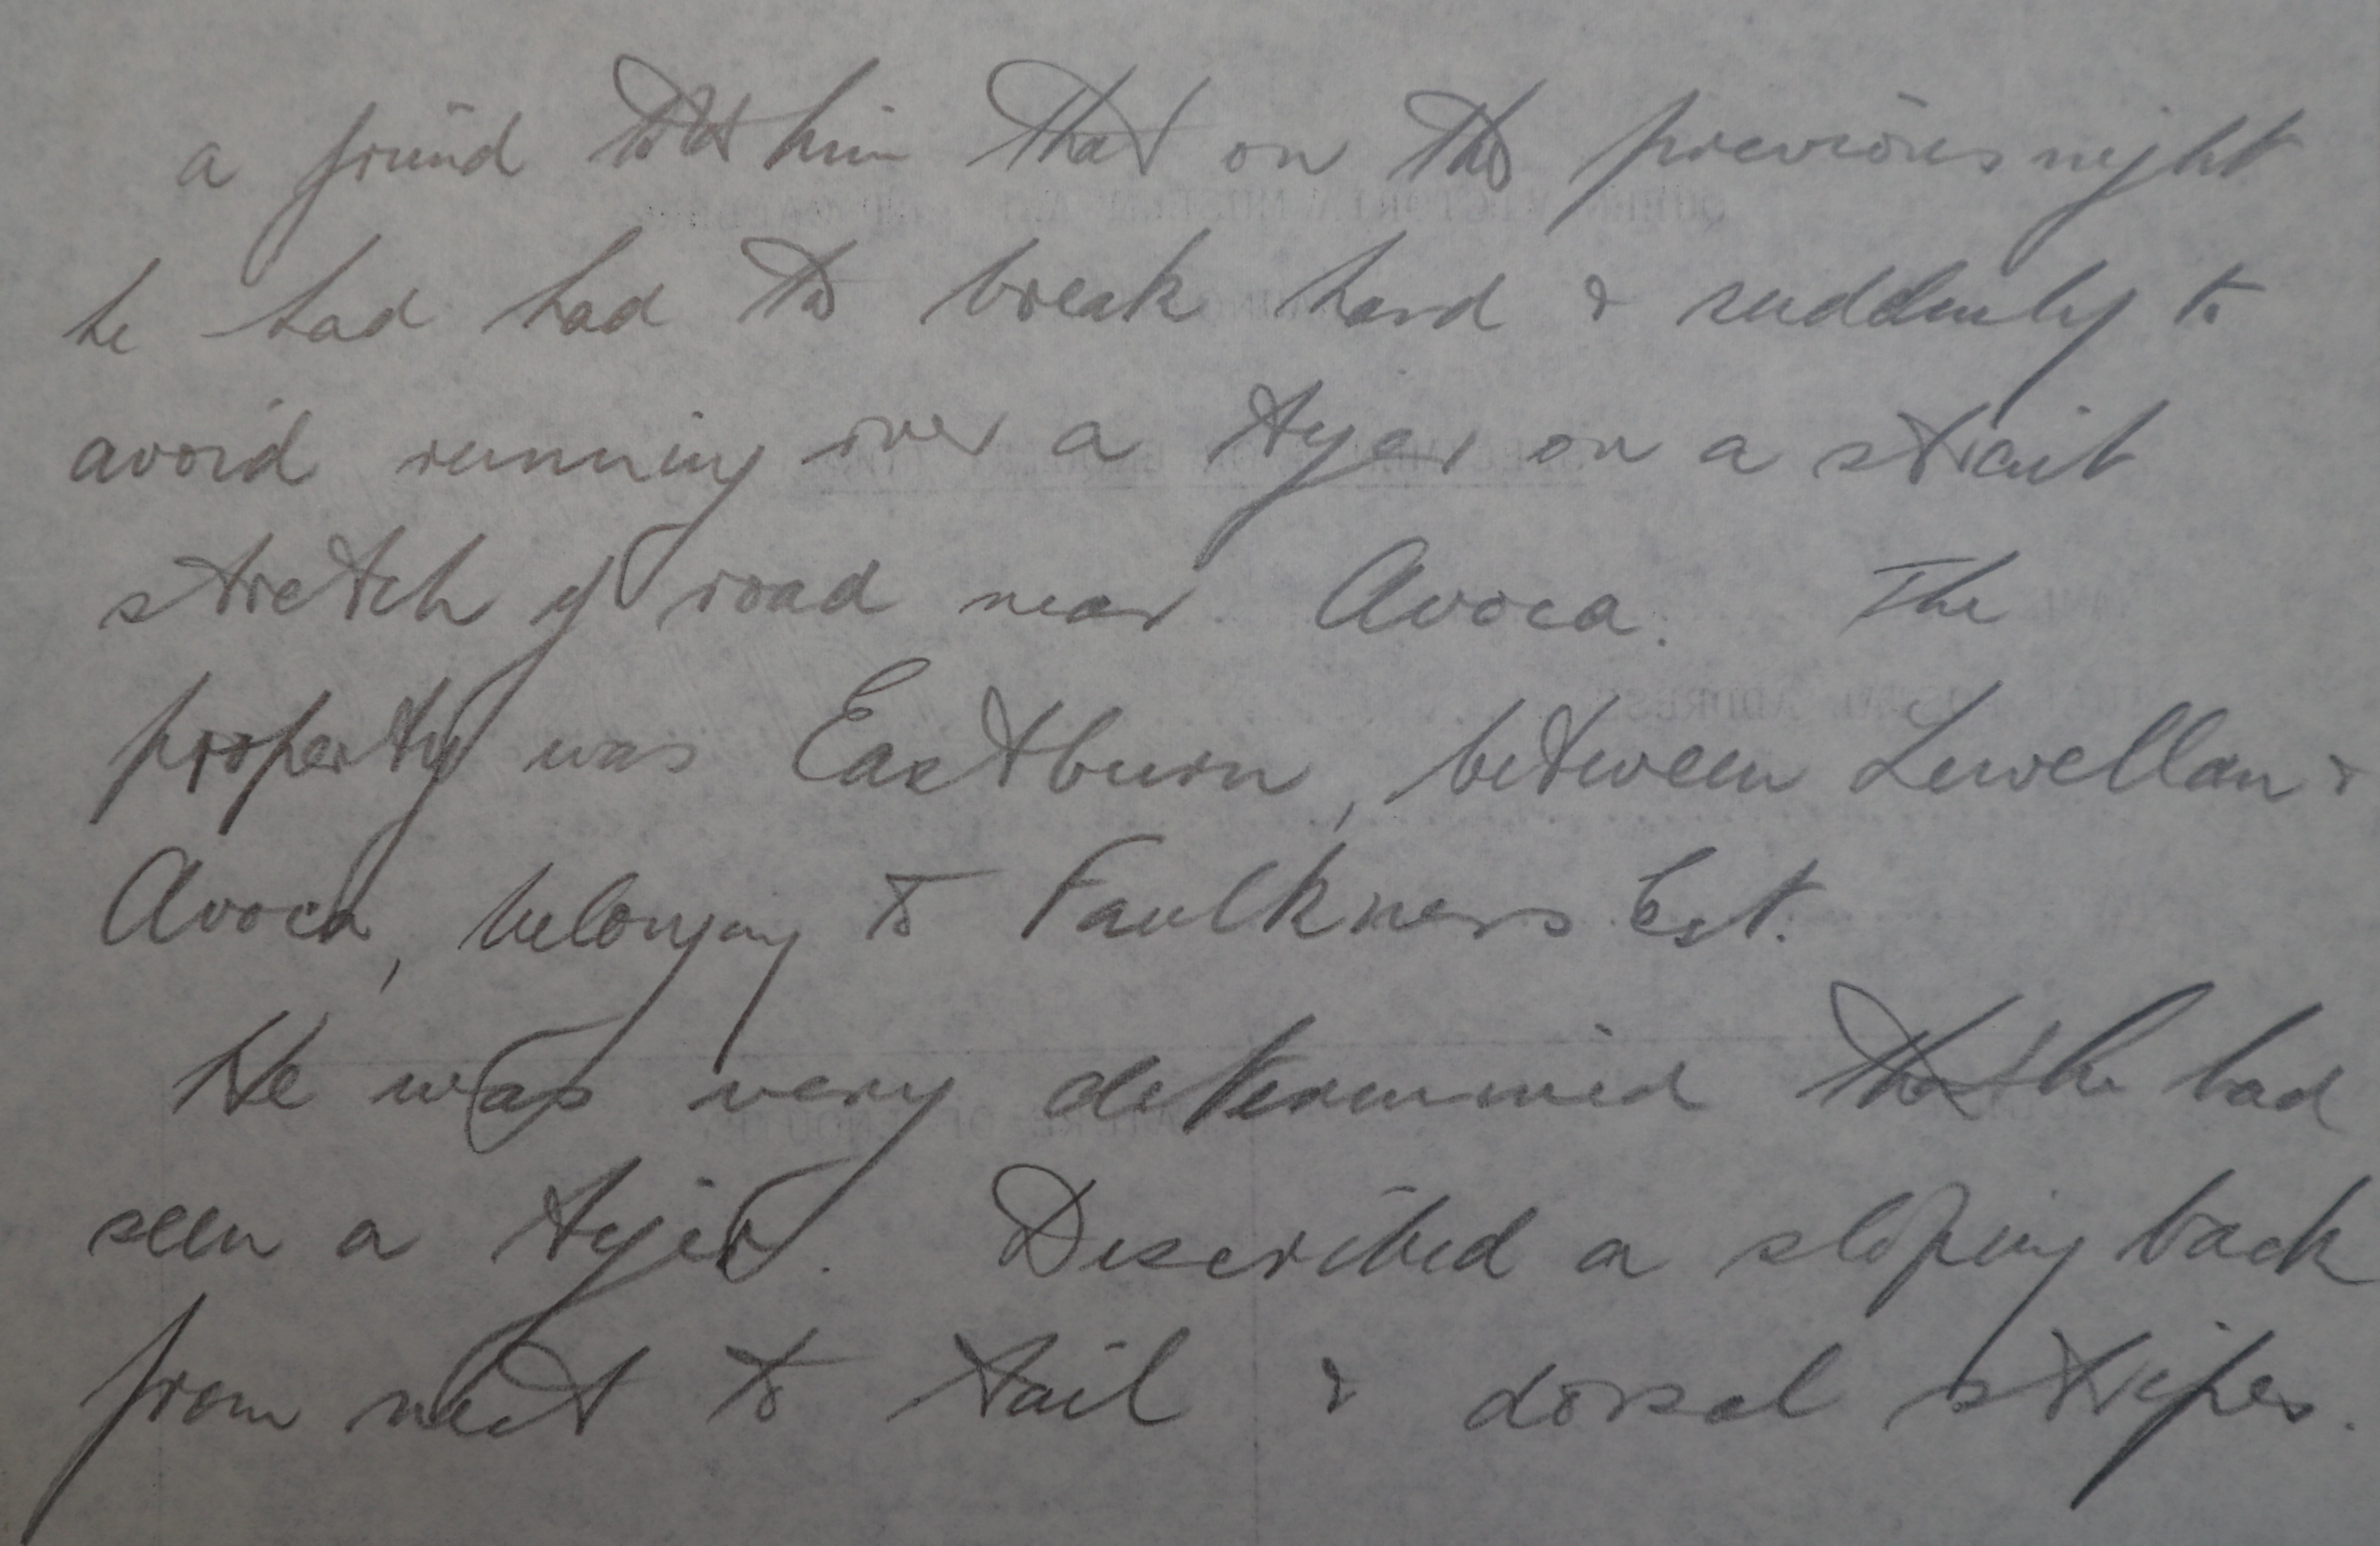 a friend told him that on the previous night
he had had to break hard & suddenly to
avoid running over a tyger on a strait
stretch of road near Avoca. The
property was Eastburn, between Lewellan &
Avoca, belonging to Faulkners Est.
He was very determined that he had
seen a tyger. Described a sloping back
from to tail & dorsal stripes.